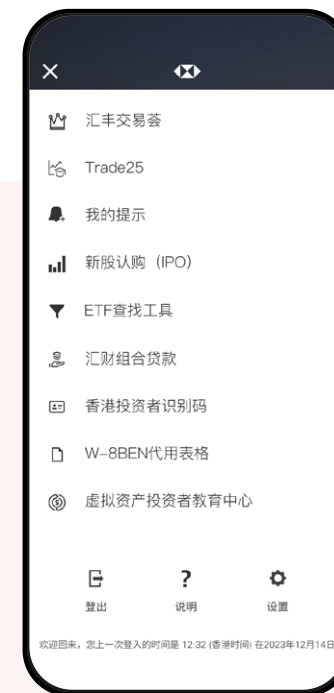 汇丰交易荟
Trade25
我的提示
新股认购（IPO）
ETF查找工具
汇财组合贷款
香港投资者识别码
W-8BEN代用表格
虚拟资产投资者教育中心
登出 说明 设置
欢迎回来，您上一次登入的时间是 12:32 (香港时间) 在2023年12月14日